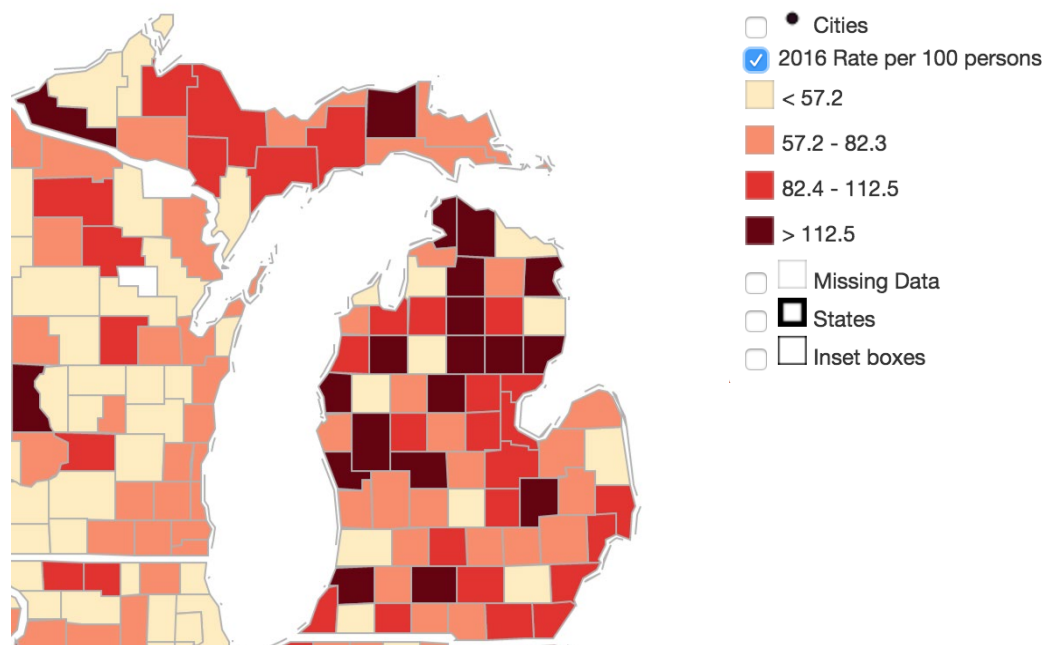 Cities
2016 Rate per 100 persons
< 57.2
57.2 - 82.3
82.4 - 112.5
> 112.5
Missing Data
States
Inset boxes